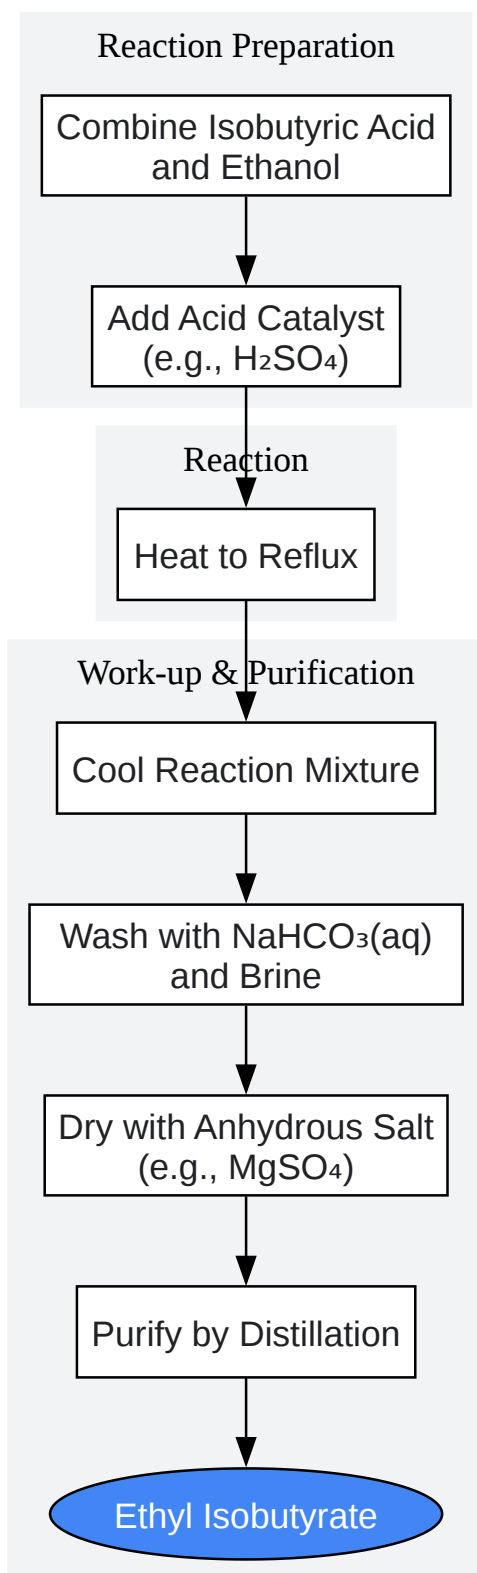 Reaction Preparation
Combine Isobutyric Acid
and Ethanol
Add Acid Catalyst
(e.g., H₂SO₄)
Reaction
Heat to Reflux
Work-up & Purification
Cool Reaction Mixture
Wash with NaHCO₃(aq)
and Brine
Dry with Anhydrous Salt
(e.g., MgSO₄)
Purify by Distillation
Ethyl Isobutyrate